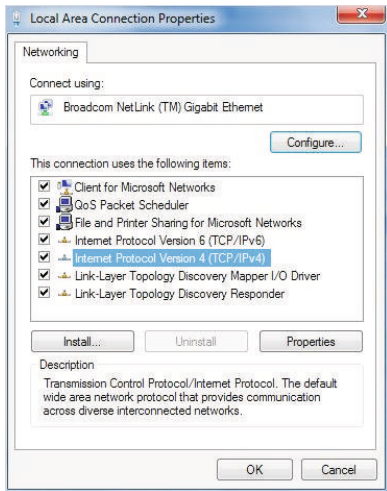 Local Area Connection Properties
Networking
Connect using:
Broadcom NetLink (TM) Gigabit Ethernet
Configure...
This connection uses the following items:
Client for Microsoft Networks
QoS Packet Scheduler
File and Printer Sharing for Microsoft Networks
Internet Protocol Version 6 (TCP/IPv6)
Internet Protocol Version 4 (TCP/IPv4)
Link-Layer Topology Discovery Mapper I/O Driver
Link-Layer Topology Discovery Responder
Install... Uninstall Properties
Description
Transmission Control Protocol/Internet Protocol. The default
wide area network protocol that provides communication
across diverse interconnected networks.
OK Cancel